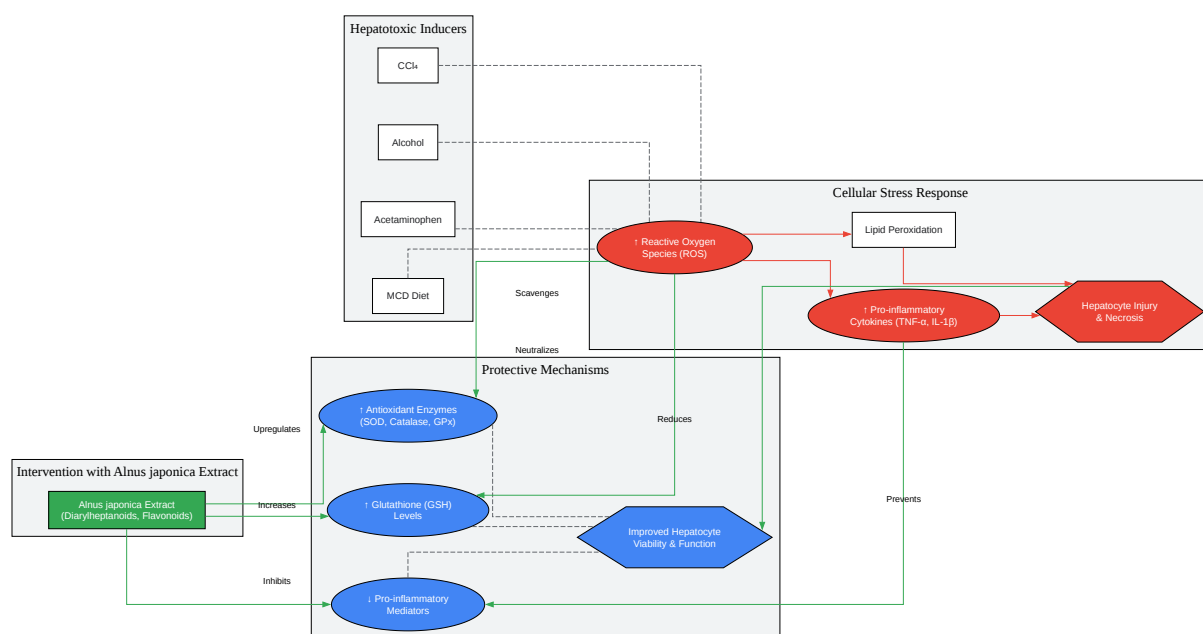 Hepatotoxic Inducers
CCl₄
Alcohol
Acetaminophen
MCD Diet
Cellular Stress Response
↑ Reactive Oxygen
Species (ROS)
Lipid Peroxidation
↑ Pro-inflammatory
Cytokines (TNF-α, IL-1β)
Hepatocyte Injury
& Necrosis
Scavenges
Neutralizes
Reduces
Prevents
Protective Mechanisms
↑ Antioxidant Enzymes
(SOD, Catalase, GPx)
↑ Glutathione (GSH)
Levels
Improved Hepatocyte
Viability & Function
↓ Pro-inflammatory
Mediators
Upregulates
Increases
Inhibits
Intervention with Alnus japonica Extract
Alnus japonica Extract
(Diarylheptanoids, Flavonoids)